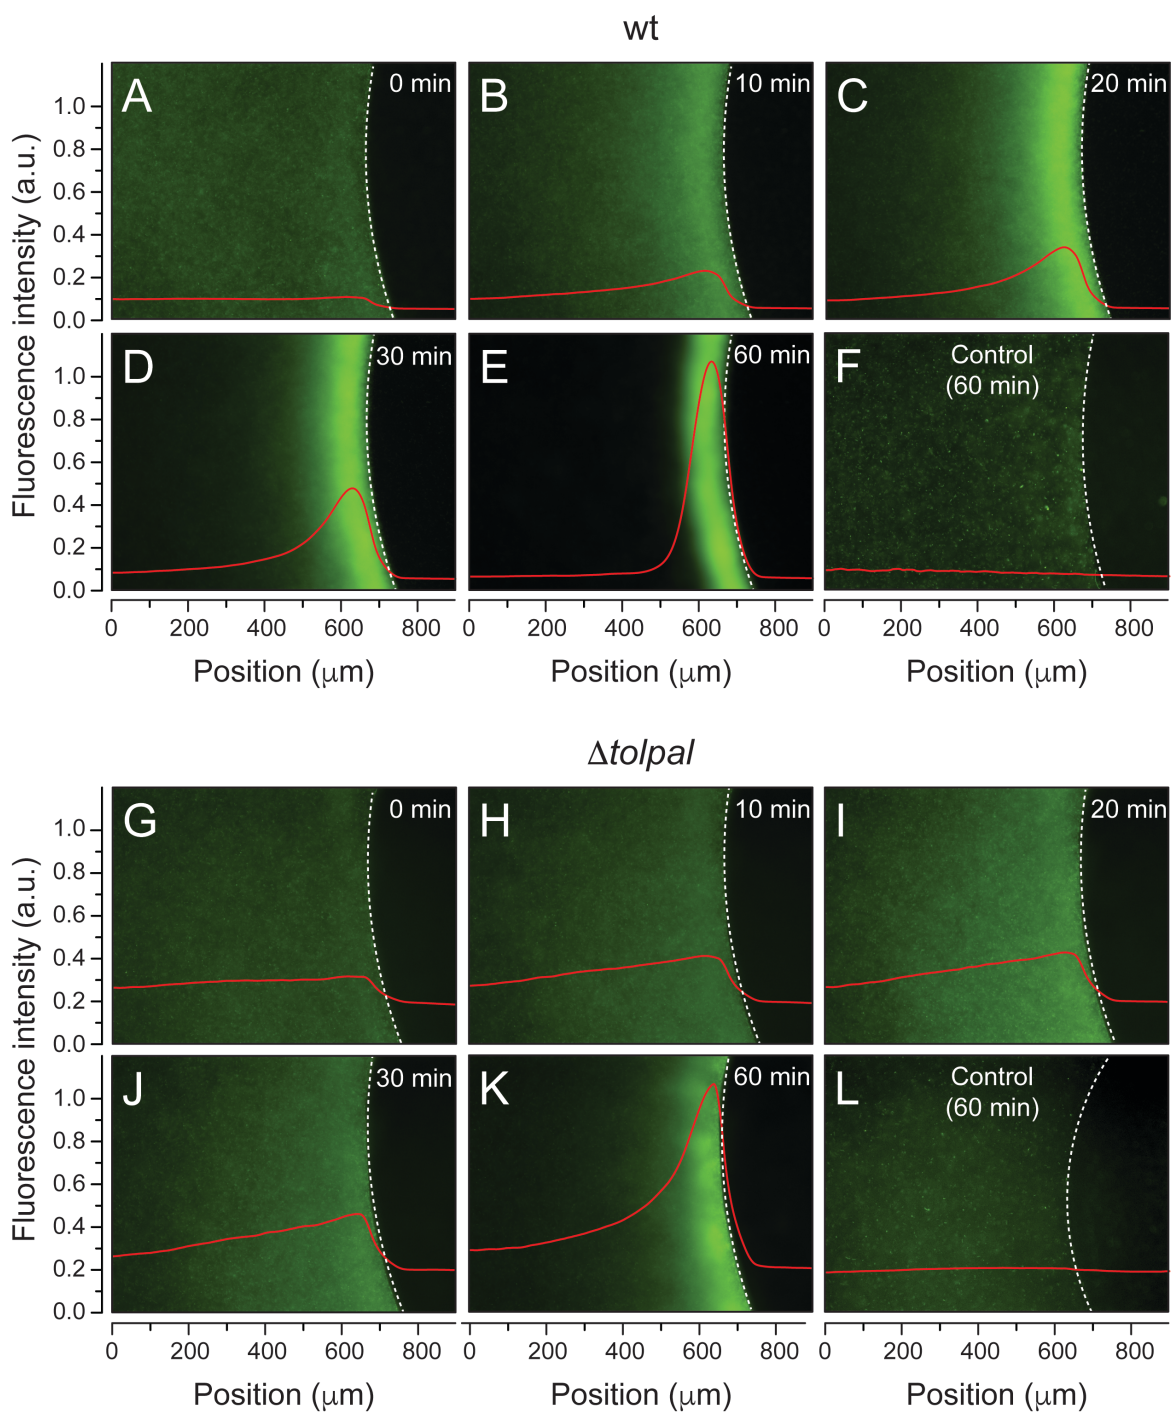 wt
A
0 min
B
10 min
C
20 min
1.0
0.8
0.6
0.4
0.2
0.0
Fluorescence intensity (a.u.)
D
30 min
E
60 min
F
Control
(60 min)
1.0
0.8
0.6
0.4
0.2
0.0
0 200 400 600 800
0 200 400 600 800
0 200 400 600 800
Position (μm)
Position (μm)
Position (μm)
Δtolpal
G
0 min
H
10 min
I
20 min
1.0
0.8
0.6
0.4
0.2
0.0
Fluorescence intensity (a.u.)
J
30 min
K
60 min
L
Control
(60 min)
1.0
0.8
0.6
0.4
0.2
0.0
0 200 400 600 800
0 200 400 600 800
0 200 400 600 800
Position (μm)
Position (μm)
Position (μm)